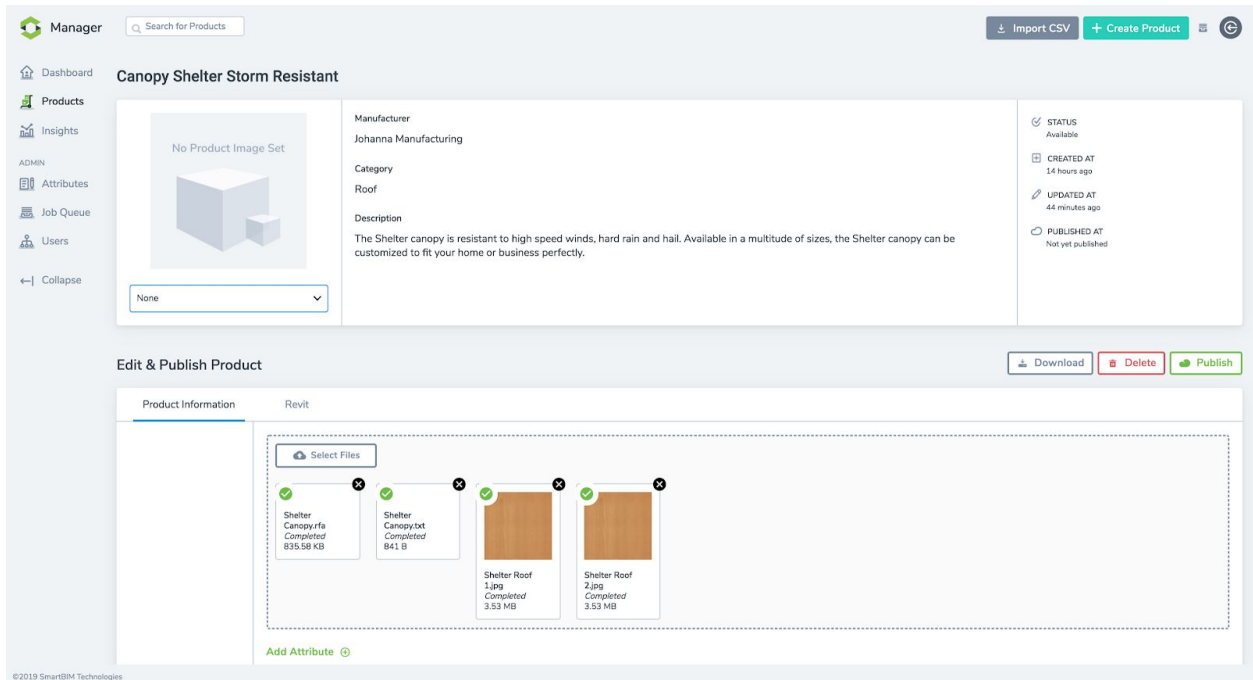 Manager
Search for Products
Import CSV
+ Create Product
Dashboard
Products
Insights
ADMIN
Attributes
Job Queue
Users
Collapse
Canopy Shelter Storm Resistant
No Product Image Set
None
Manufacturer
Johanna Manufacturing
Category
Roof
Description
The Shelter canopy is resistant to high speed winds, hard rain and hail. Available in a multitude of sizes, the Shelter canopy can be
customized to fit your home or business perfectly.
STATUS
Available
CREATED AT
14 hours ago
UPDATED AT
44 minutes ago
PUBLISHED AT
Not yet published
Edit & Publish Product
Download
Delete
Publish
Product Information
Revit
Select Files
Shelter
Canopy.rfa
Completed
835.58 KB
Shelter
Canopy.txt
Completed
841 B
Shelter Roof
1.jpg
Completed
3.53 MB
Shelter Roof
2.jpg
Completed
3.53 MB
Add Attribute
©2019 SmartBIM Technologies